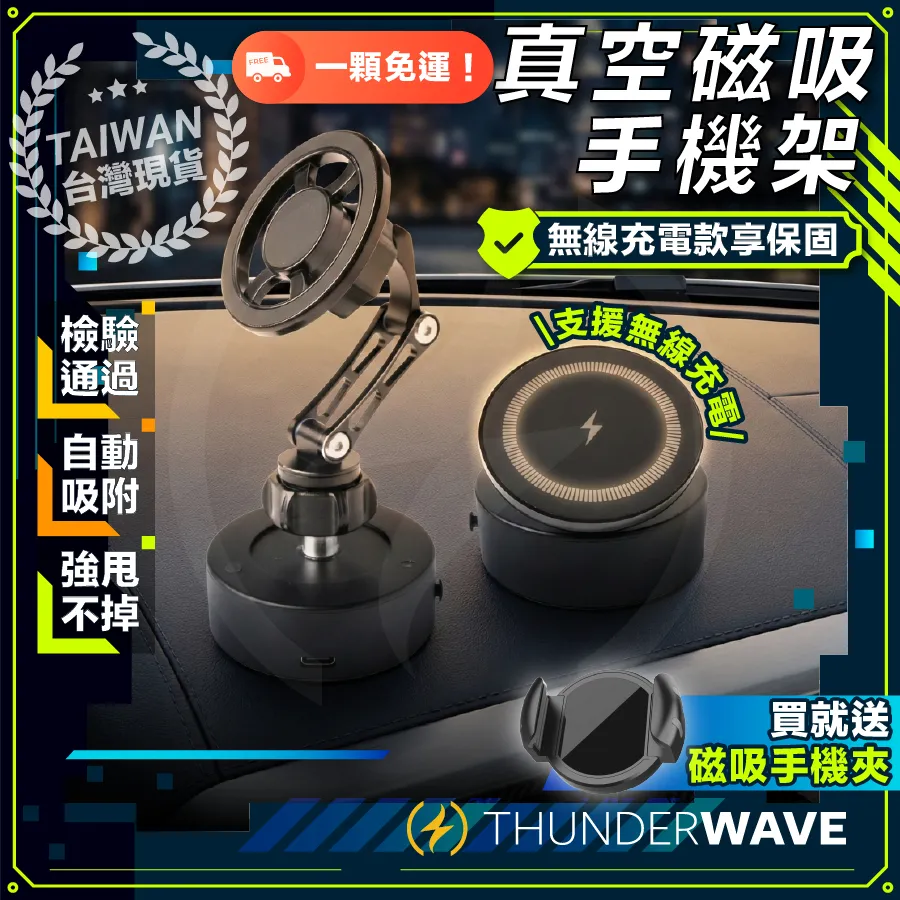 FREE
一顆免運！
真空磁吸
手機架
TAIWAN
台灣現貨
無線充電款享保固
\支援無線充電/
檢驗
通過
自動
吸附
強甩
不掉
買就送
磁吸手機夾
THUNDERWAVE